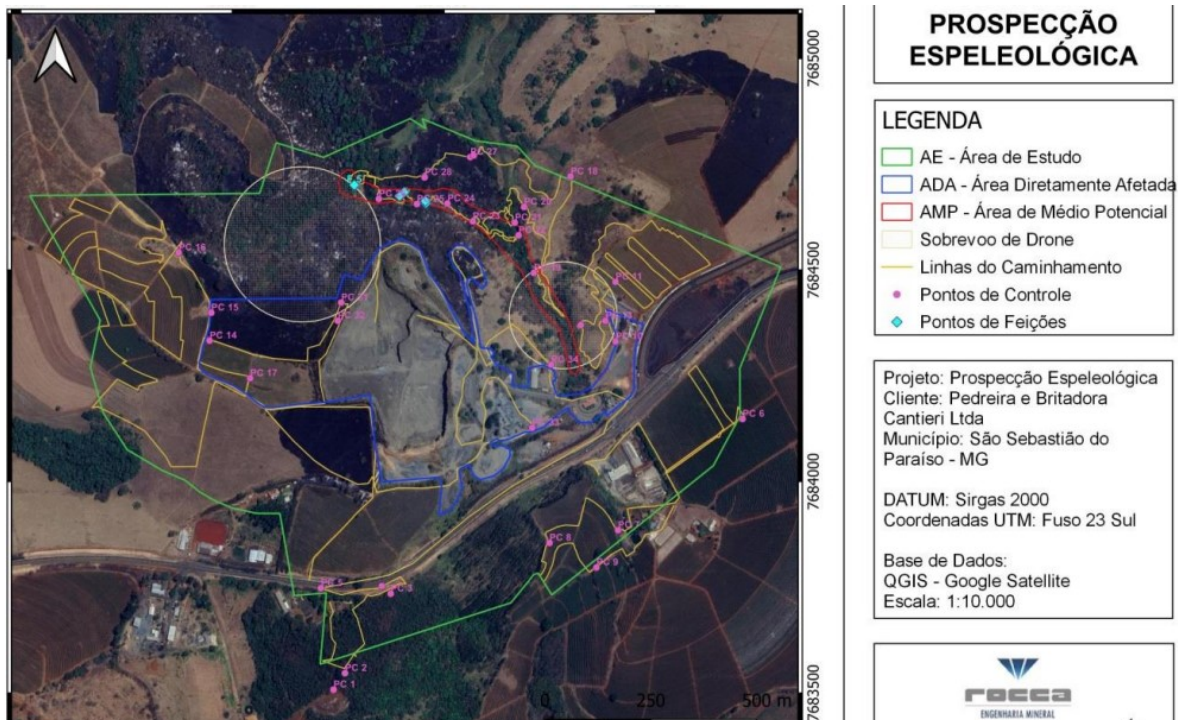 PROSPECÇÃO
ESPELEOLÓGICA
LEGENDA
AE - Área de Estudo
ADA - Área Diretamente Afetada
AMP - Área de Médio Potencial
Sobrevoo de Drone
Linhas do Caminhamento
Pontos de Controle
Pontos de Feições
Projeto: Prospecção Espeleológica
Cliente: Pedreira e Britadora
Cantieri Ltda
Município: São Sebastião do
Paraíso - MG
DATUM: Sirgas 2000
Coordenadas UTM: Fuso 23 Sul
Base de Dados:
QGIS - Google Satellite
Escala: 1:10.000
rocca
ENGENHARIA MINERAL
7685000
7684500
7684000
7683500
PC 27
PC 28
PC 18
PC 24
PC 16
PC 11
PC 15
PC 14
PC 17
PC 6
PC 8
PC 9
PC 5
PC 3
PC 2
PC 1
0 250 500 m